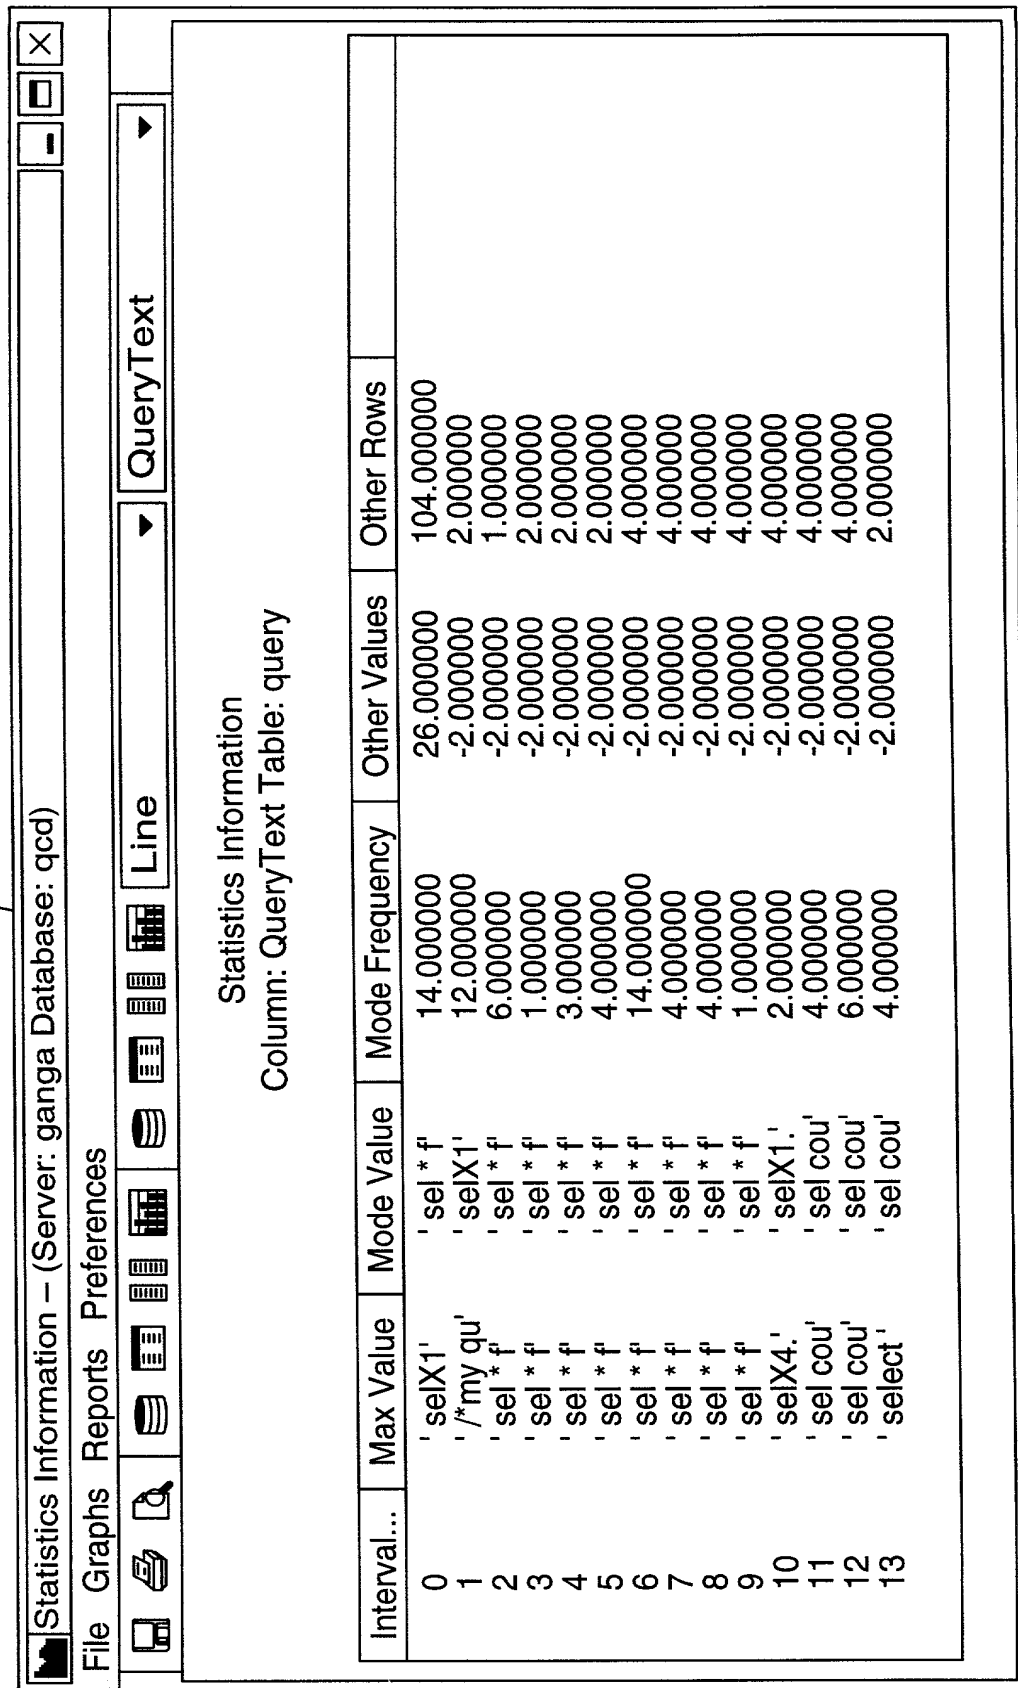 Statistics Information – (Server: ganga Database: qcd)
File Graphs Reports Preferences
Line QueryText
Statistics Information
Column: QueryText Table: query
Interval... Max Value Mode Value Mode Frequency Other Values Other Rows
0 ' selX1' ' sel * f' 14.000000 26.000000 104.000000
1 ' /*my qu' ' selX1' 12.000000 -2.000000 2.000000
2 ' sel * f' ' sel * f' 6.000000 -2.000000 1.000000
3 ' sel * f' ' sel * f' 1.000000 -2.000000 2.000000
4 ' sel * f' ' sel * f' 3.000000 -2.000000 2.000000
5 ' sel * f' ' sel * f' 4.000000 -2.000000 2.000000
6 ' sel * f' ' sel * f' 14.000000 -2.000000 4.000000
7 ' sel * f' ' sel * f' 4.000000 -2.000000 4.000000
8 ' sel * f' ' sel * f' 4.000000 -2.000000 4.000000
9 ' sel * f' ' sel * f' 1.000000 -2.000000 4.000000
10 ' selX4.' ' selX1.' 2.000000 -2.000000 4.000000
11 ' sel cou' ' sel cou' 4.000000 -2.000000 4.000000
12 ' sel cou' ' sel cou' 6.000000 -2.000000 4.000000
13 ' select ' ' sel cou' 4.000000 -2.000000 2.000000